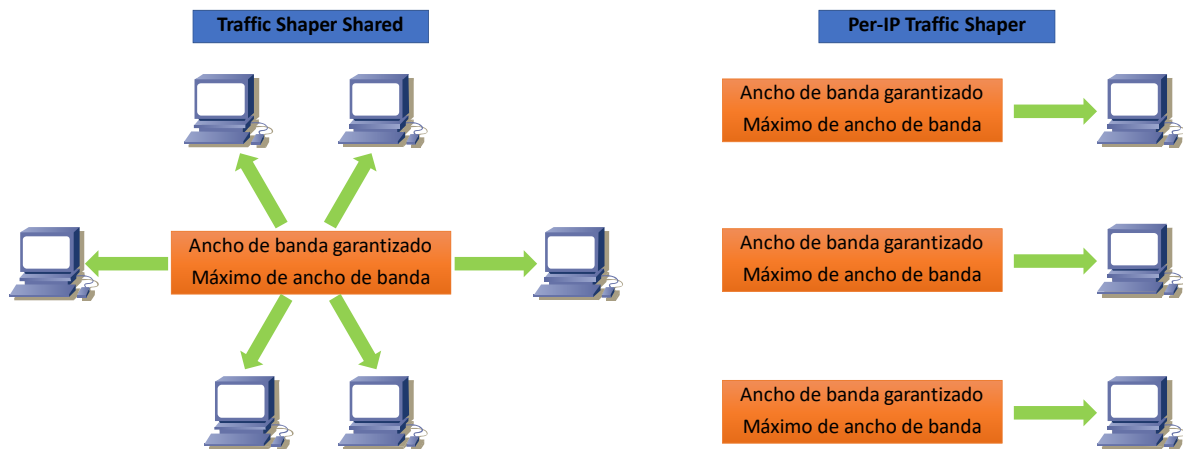 Traffic Shaper Shared
Ancho de banda garantizado
Máximo de ancho de banda
Per-IP Traffic Shaper
Ancho de banda garantizado
Máximo de ancho de banda
Ancho de banda garantizado
Máximo de ancho de banda
Ancho de banda garantizado
Máximo de ancho de banda